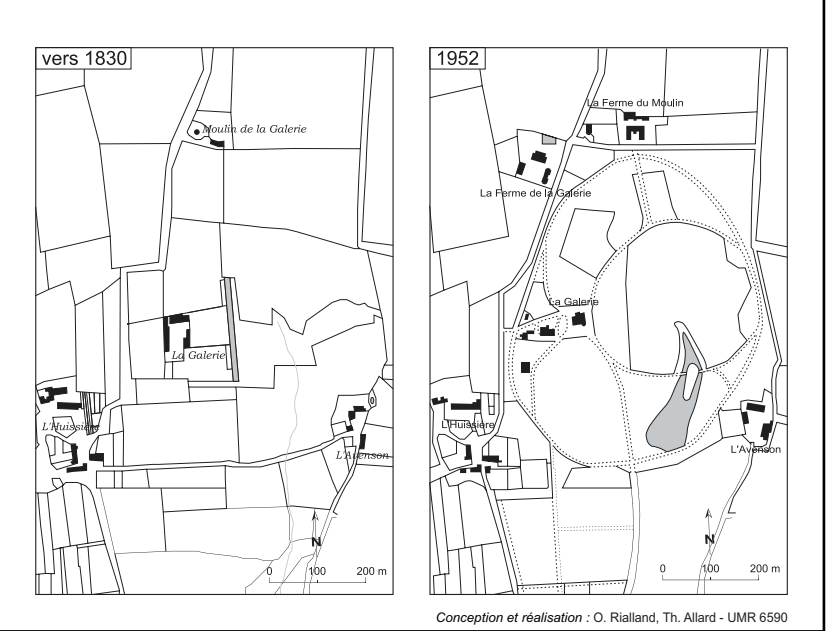 vers 1830
Moulin de la Galerie
La Galerie
L'Huissière
L'Avenson
N
0 100 200 m
1952
La Ferme du Moulin
La Ferme de la Galerie
La Galerie
L'Huissière
L'Avenson
N
0 100 200 m
Conception et réalisation : O. Rialland, Th. Allard - UMR 6590